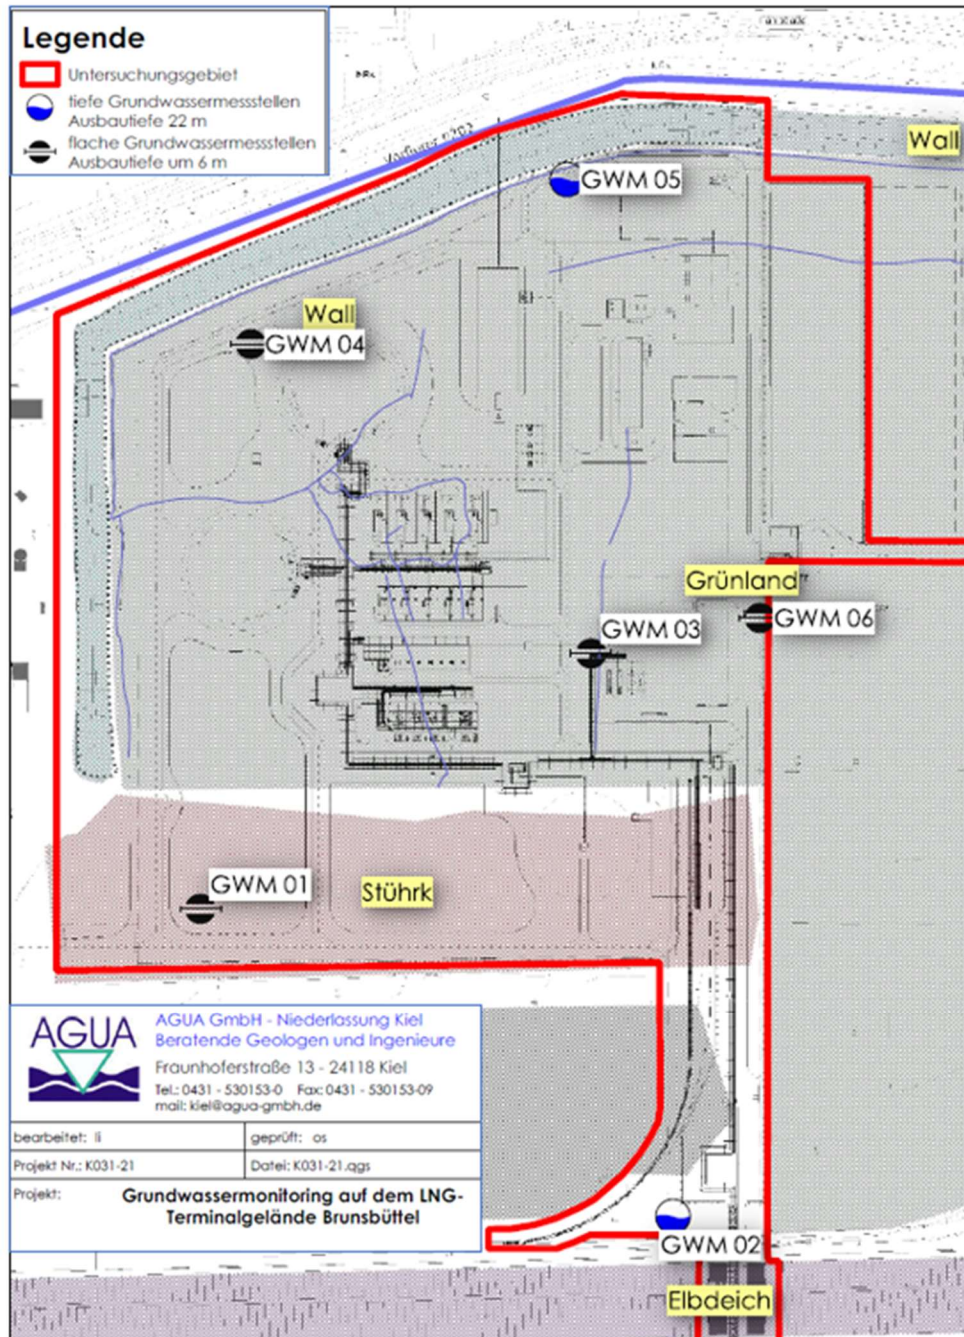 Legende
Untersuchungsgebiet
tiefe Grundwassermessstellen
Ausbautiefe 22 m
flache Grundwassermessstellen
Ausbautiefe um 6 m
Wall
GWM 05
Wall
GWM 04
Grünland
GWM 06
GWM 03
GWM 01
Stührk
AGUA
AGUA GmbH - Niederlassung Kiel
Beratende Geologen und Ingenieure
Fraunhoferstraße 13 - 24118 Kiel
Tel.: 0431 - 530153-0 Fax: 0431 - 530153-09
mail: kiel@agua-gmbh.de
bearbeitet: li
geprüft: os
Projekt Nr.: K031-21
Datei: K031-21.qgs
Projekt:
Grundwassermonitoring auf dem LNG-
Terminalgelände Brunsbüttel
GWM 02
Elbdeich